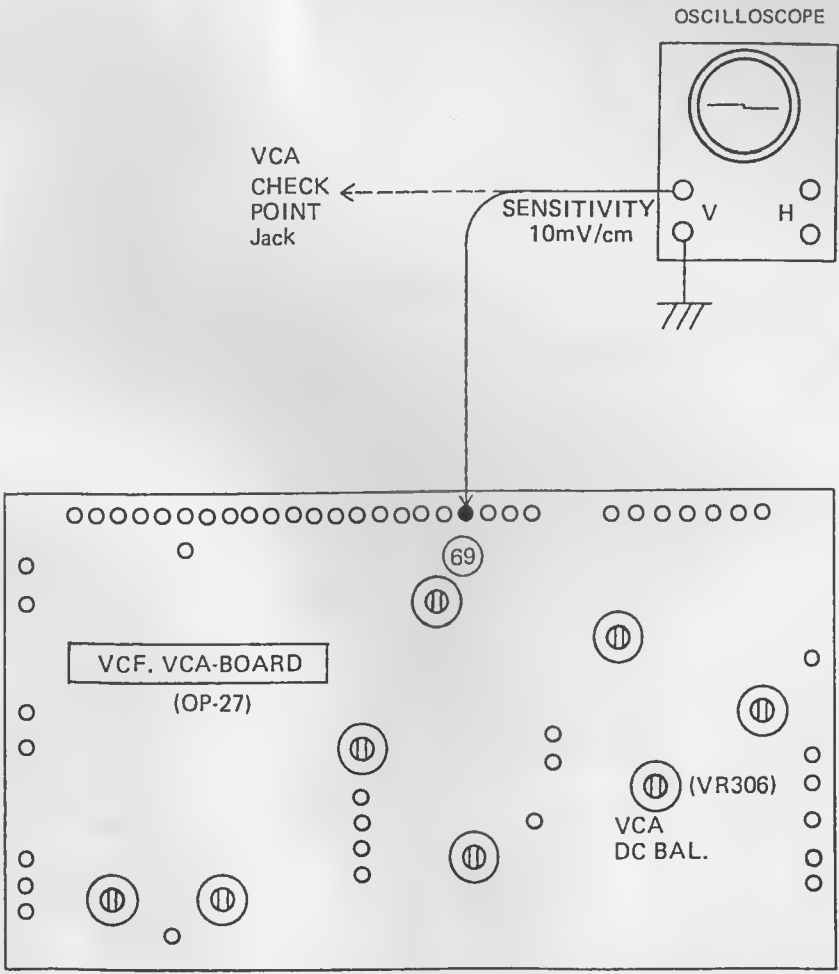 OSCILLOSCOPE
VCA
CHECK
POINT
Jack
SENSITIVITY
10mV/cm
V
H
69
VCF. VCA-BOARD
(OP-27)
(VR306)
VCA
DC BAL.